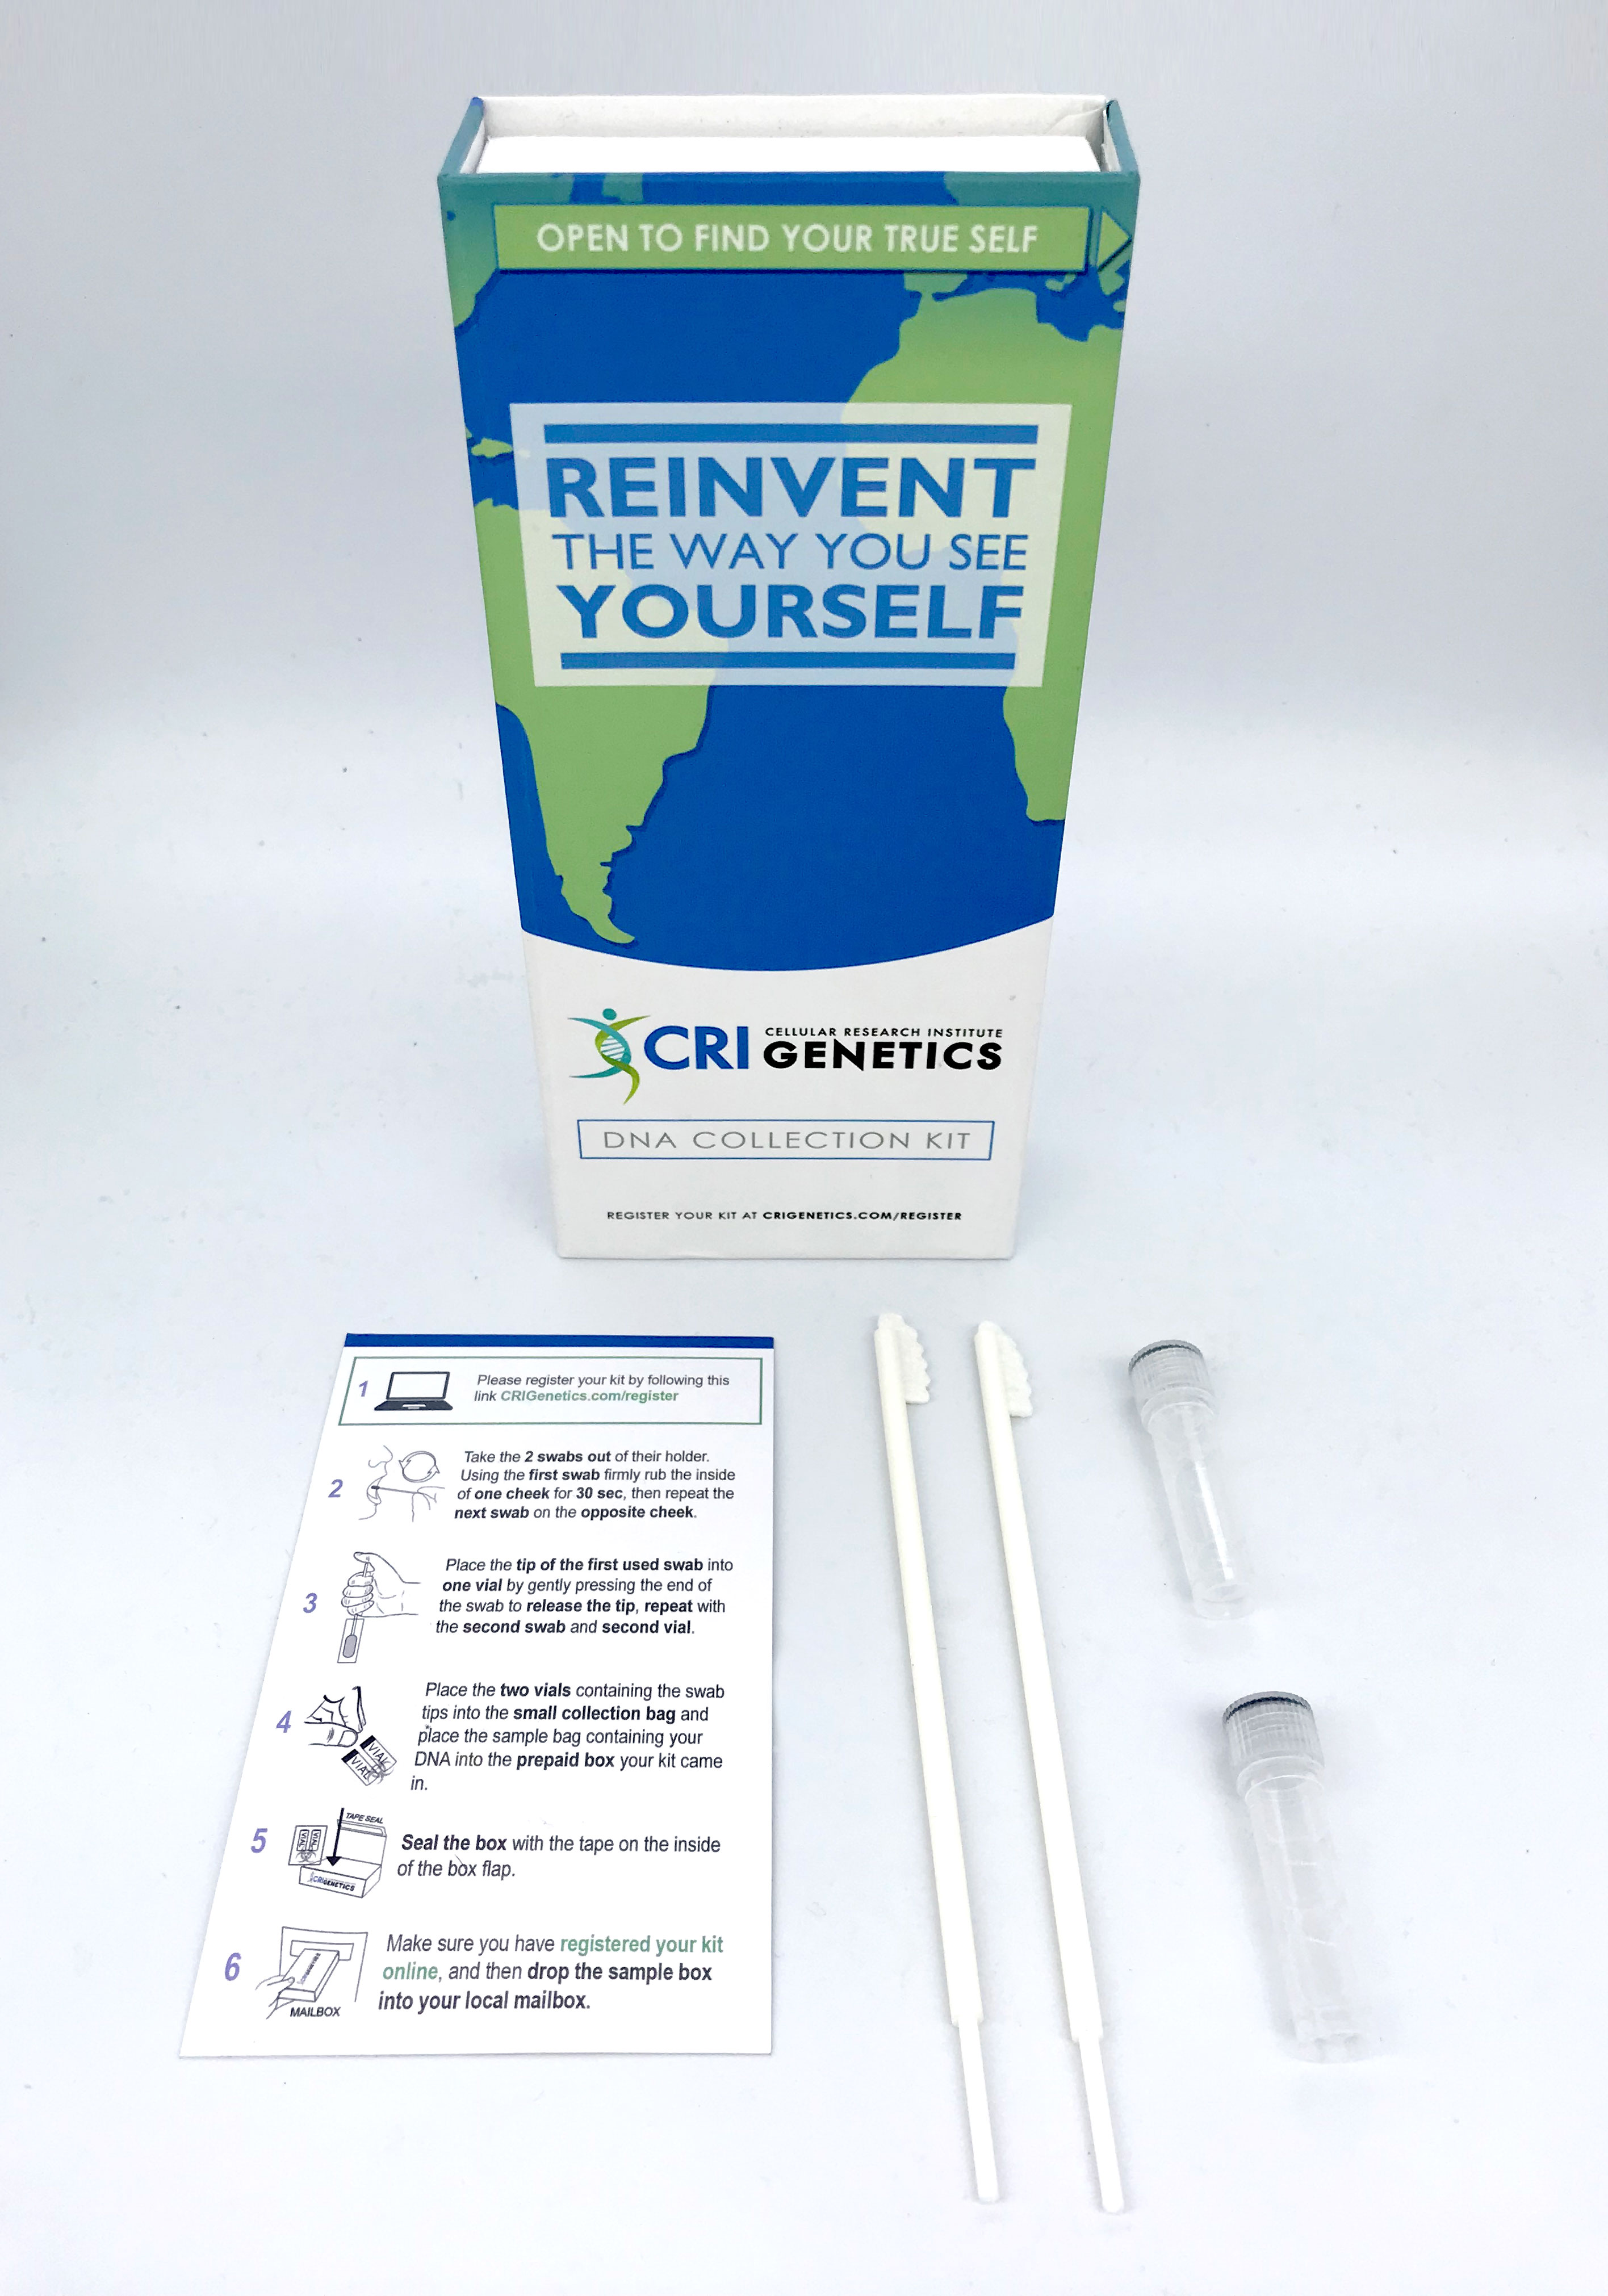 OPEN TO FIND YOUR TRUE SELF
REINVENT
THE WAY YOU SEE
YOURSELF
CRI CELLULAR RESEARCH INSTITUTE
GENETICS
DNA COLLECTION KIT
REGISTER YOUR KIT AT CRIGENETICS.COM/REGISTER
1
Please register your kit by following this
link CRIGenetics.com/register
2
Take the 2 swabs out of their holder.
Using the first swab firmly rub the inside
of one cheek for 30 sec, then repeat the
next swab on the opposite cheek.
3
Place the tip of the first used swab into
one vial by gently pressing the end of
the swab to release the tip, repeat with
the second swab and second vial.
4
VIAL
VIAL
Place the two vials containing the swab
tips into the small collection bag and
place the sample bag containing your
DNA into the prepaid box your kit came
in.
5
TAPE SEAL
VIAL
VIAL
CRIGENETICS
Seal the box with the tape on the inside
of the box flap.
6
MAILBOX
Make sure you have registered your kit
online, and then drop the sample box
into your local mailbox.